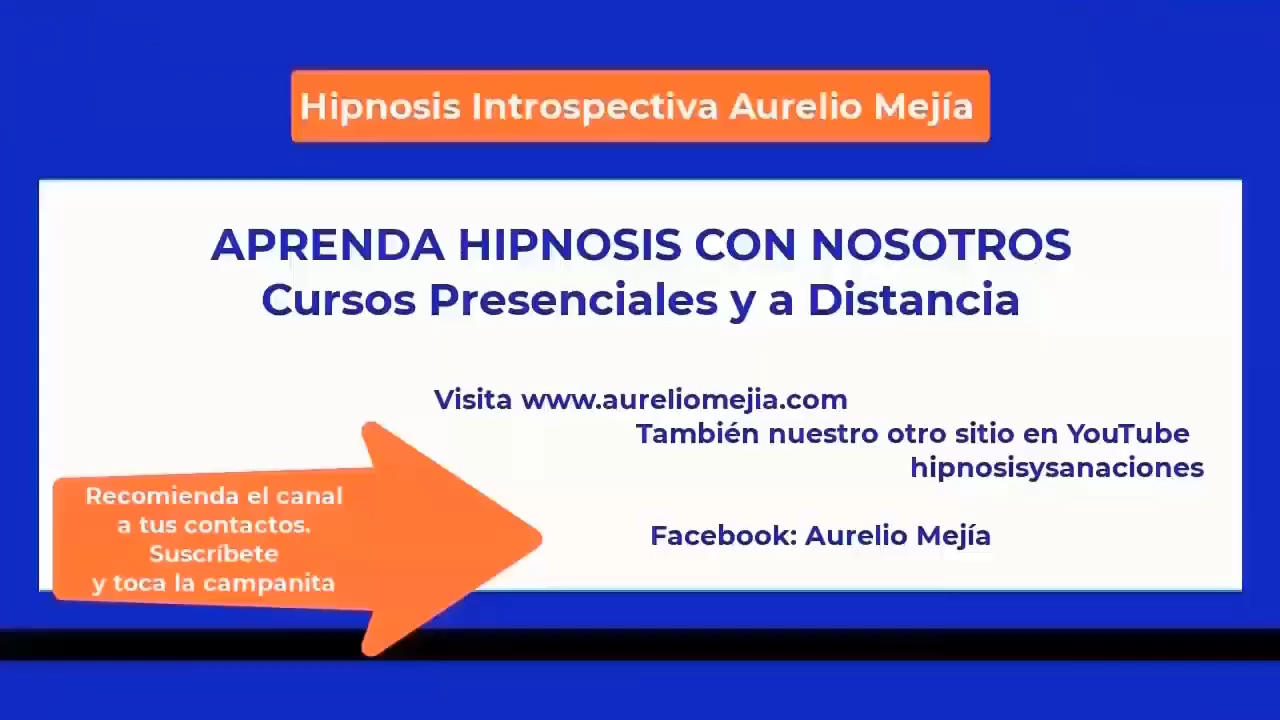 Hipnosis Introspectiva Aurelio Mejía
APRENDA HIPNOSIS CON NOSOTROS
Cursos Presenciales y a Distancia
Visita www.aureliomejia.com
También nuestro otro sitio en YouTube
hipnosisysanaciones
Facebook: Aurelio Mejía
Recomienda el canal
a tus contactos.
Suscríbete
y toca la campanita